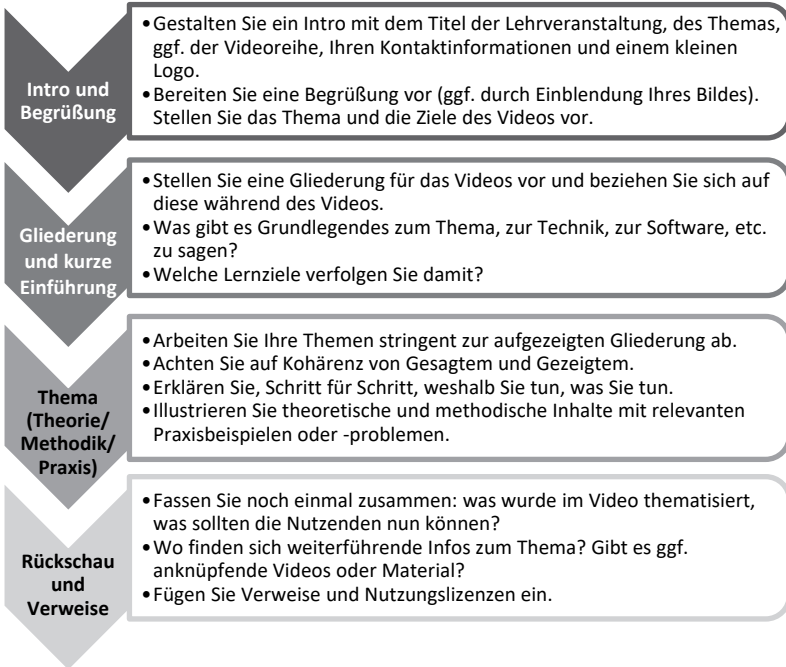 Intro und
Begrüßung
•Gestalten Sie ein Intro mit dem Titel der Lehrveranstaltung, des Themas,
ggf. der Videoreihe, Ihren Kontaktinformationen und einem kleinen
Logo.
•Bereiten Sie eine Begrüßung vor (ggf. durch Einblendung Ihres Bildes).
Stellen Sie das Thema und die Ziele des Videos vor.
Gliederung
und kurze
Einführung
•Stellen Sie eine Gliederung für das Videos vor und beziehen Sie sich auf
diese während des Videos.
•Was gibt es Grundlegendes zum Thema, zur Technik, zur Software, etc.
zu sagen?
•Welche Lernziele verfolgen Sie damit?
Thema
(Theorie/
Methodik/
Praxis)
•Arbeiten Sie Ihre Themen stringent zur aufgezeigten Gliederung ab.
•Achten Sie auf Kohärenz von Gesagtem und Gezeigtem.
•Erklären Sie, Schritt für Schritt, weshalb Sie tun, was Sie tun.
•Illustrieren Sie theoretische und methodische Inhalte mit relevanten
Praxisbeispielen oder -problemen.
Rückschau
und
Verweise
•Fassen Sie noch einmal zusammen: was wurde im Video thematisiert,
was sollten die Nutzenden nun können?
•Wo finden sich weiterführende Infos zum Thema? Gibt es ggf.
anknüpfende Videos oder Material?
•Fügen Sie Verweise und Nutzungslizenzen ein.